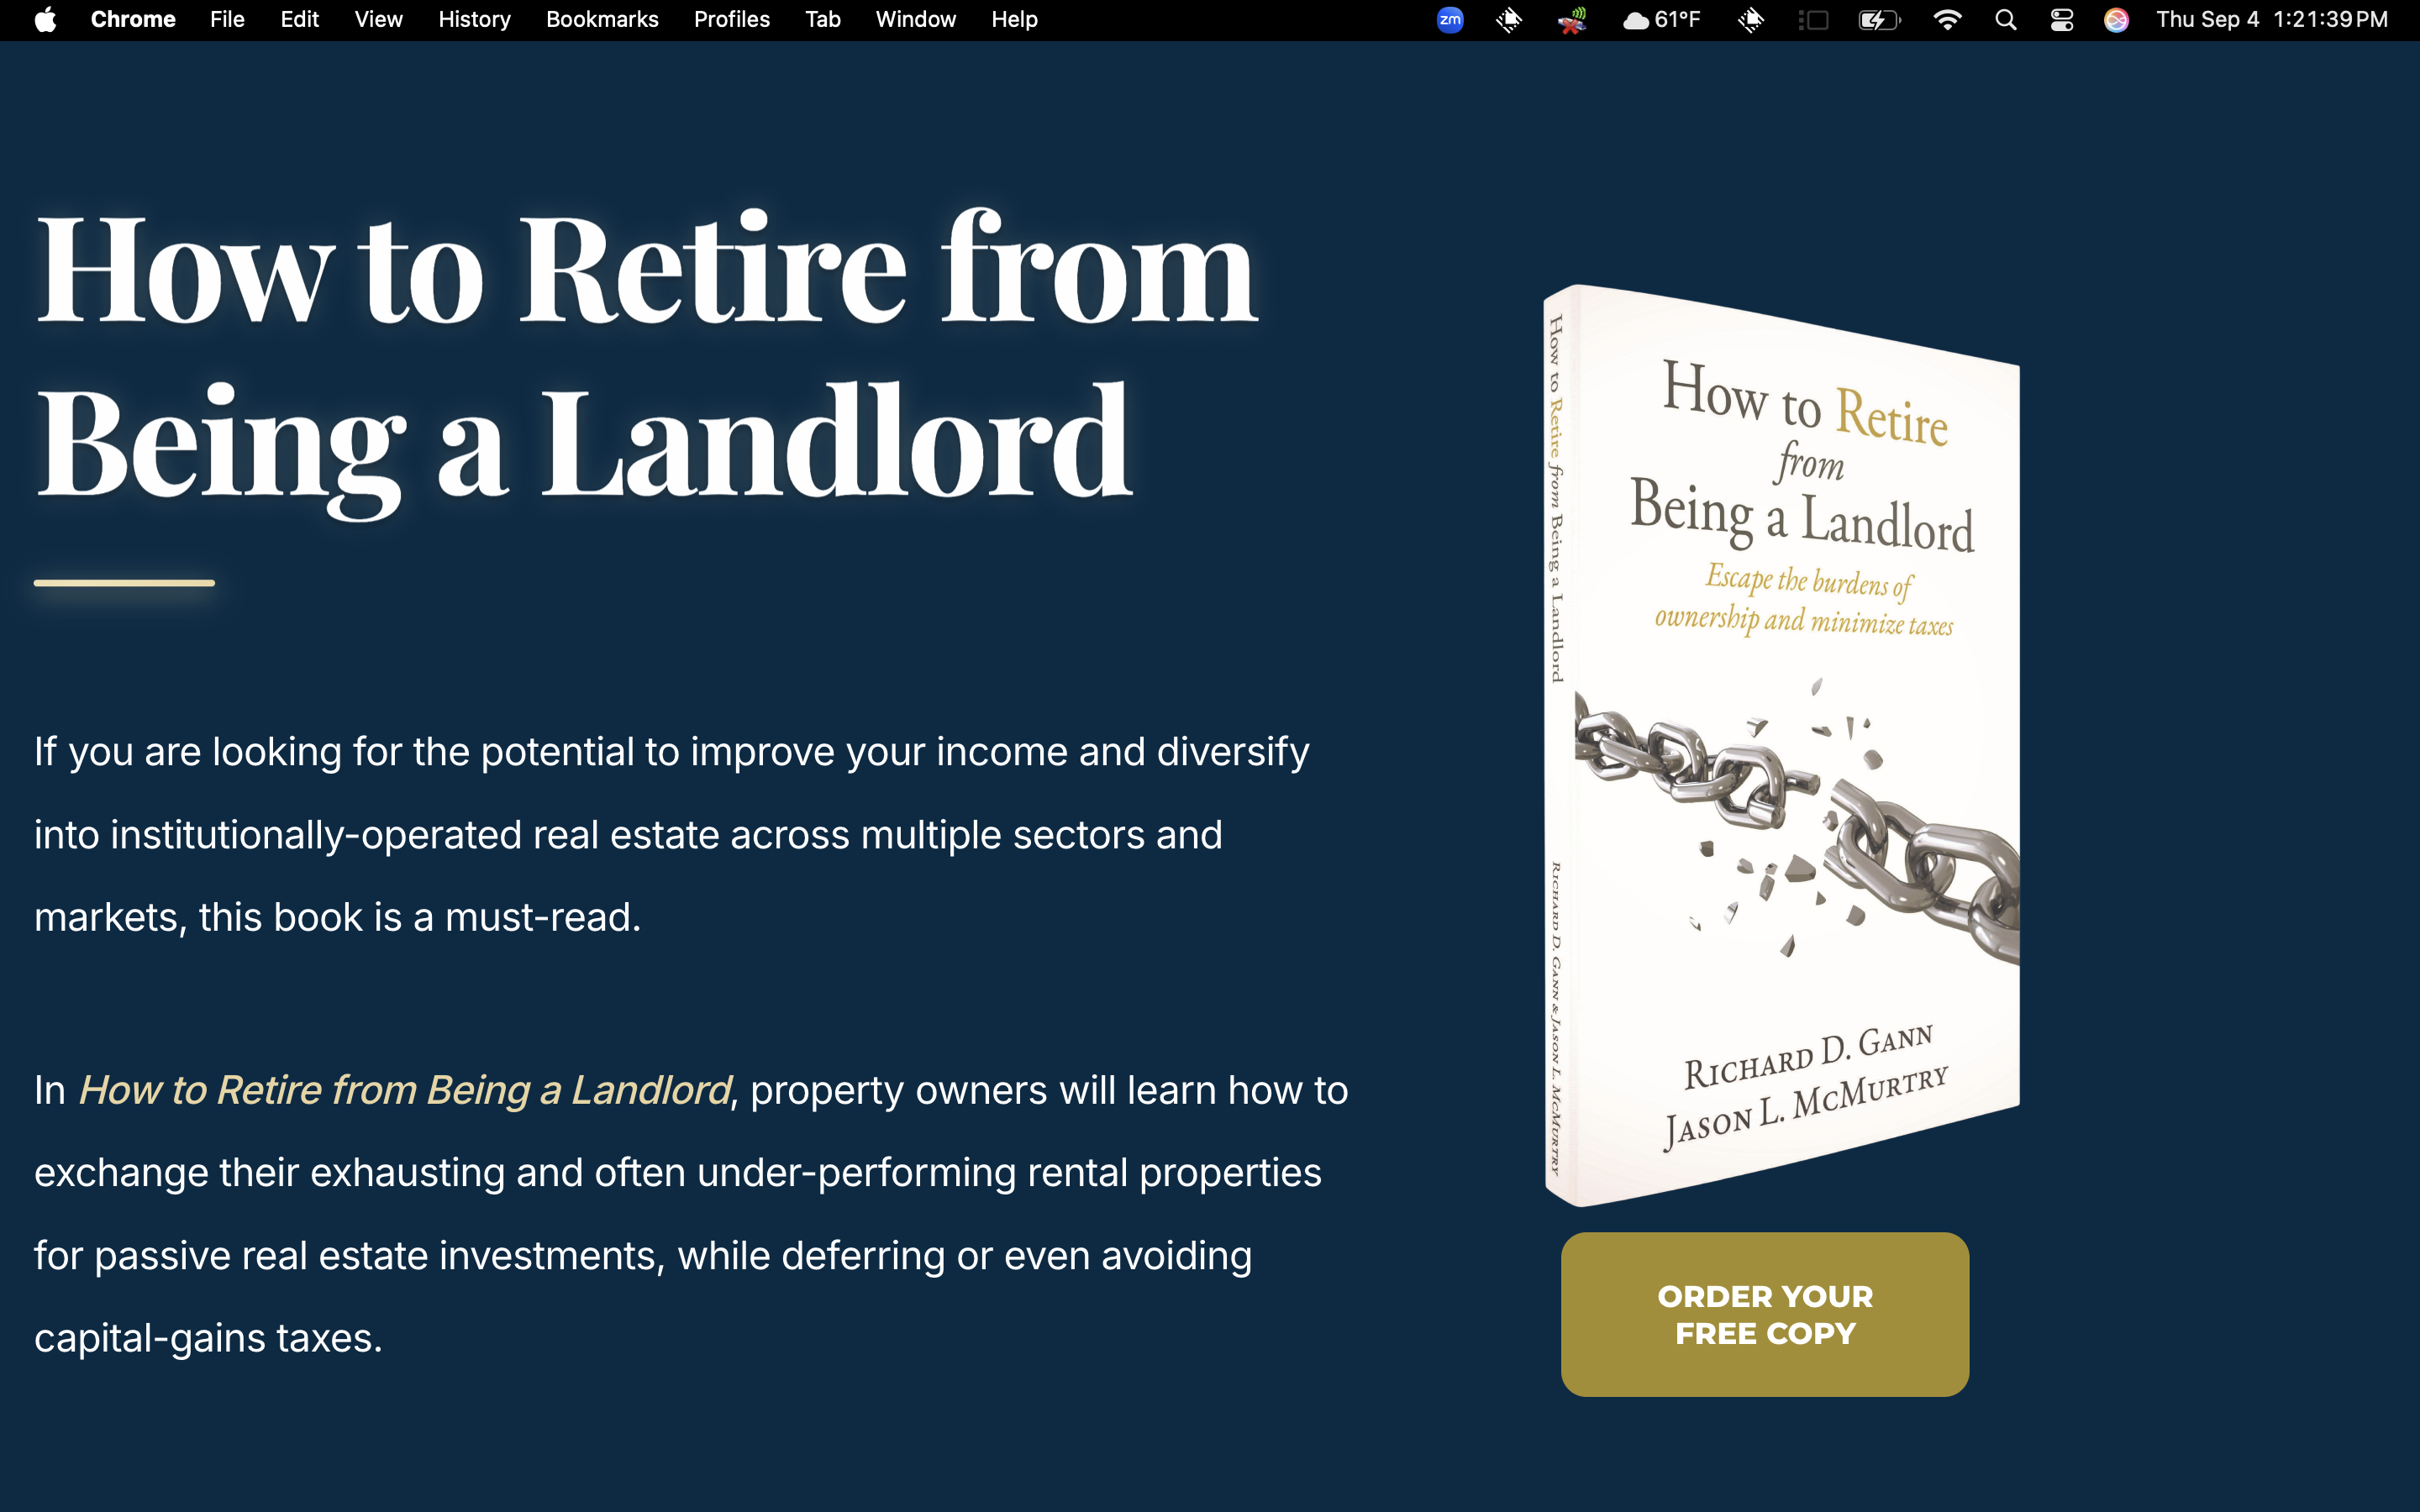 Chrome File Edit View History Bookmarks Profiles Tab Window Help zm 61°F Thu Sep 4 1:21:39 PM
How to Retire from
Being a Landlord
If you are looking for the potential to improve your income and diversify
into institutionally-operated real estate across multiple sectors and
markets, this book is a must-read.
In How to Retire from Being a Landlord, property owners will learn how to
exchange their exhausting and often under-performing rental properties
for passive real estate investments, while deferring or even avoiding
capital-gains taxes.
How to Retire from Being a Landlord
RICHARD D. GANN & JASON L. MCMURTRY
How to Retire
from
Being a Landlord
Escape the burdens of
ownership and minimize taxes
RICHARD D. GANN
JASON L. MCMURTRY
ORDER YOUR
FREE COPY